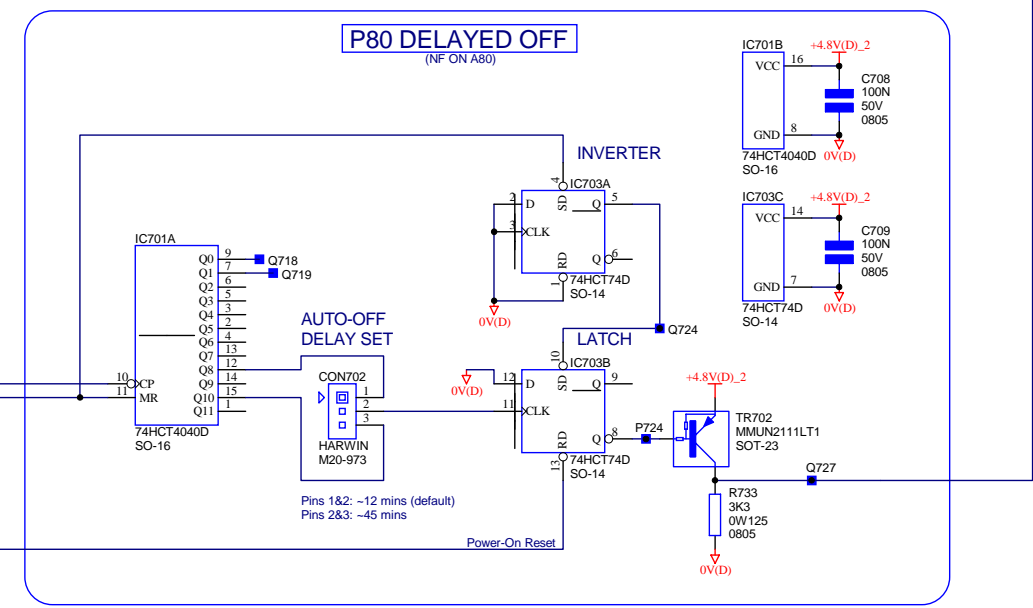 P80 DELAYED OFF
(NF ON A80)
IC701B
+4.8V(D)_2
VCC
16
C708
100N
50V
0805
GND
8
74HCT4040D
SO-16
0V(D)
INVERTER
4
IC703A
2
D
SD
Q
5
3
CLK
Q
6
RD
1
74HCT74D
SO-14
0V(D)
IC703C
+4.8V(D)_2
VCC
14
C709
100N
50V
0805
GND
7
74HCT74D
SO-14
0V(D)
IC701A
Q0
9
Q718
Q1
7
Q719
Q2
6
Q3
5
Q4
3
Q5
2
Q6
4
Q7
13
Q8
12
Q9
14
Q10
15
Q11
1
10
CP
11
MR
74HCT4040D
SO-16
AUTO-OFF
DELAY SET
CON702
1
2
3
HARWIN
M20-973
Pins 1&2: ~12 mins (default)
Pins 2&3: ~45 mins
Q724
LATCH
10
IC703B
0V(D)
12
D
SD
Q
9
11
CLK
Q
8
RD
13
74HCT74D
SO-14
P724
+4.8V(D)_2
TR702
MMUN2111LT1
SOT-23
Q727
R733
3K3
0W125
0805
0V(D)
Power-On Reset